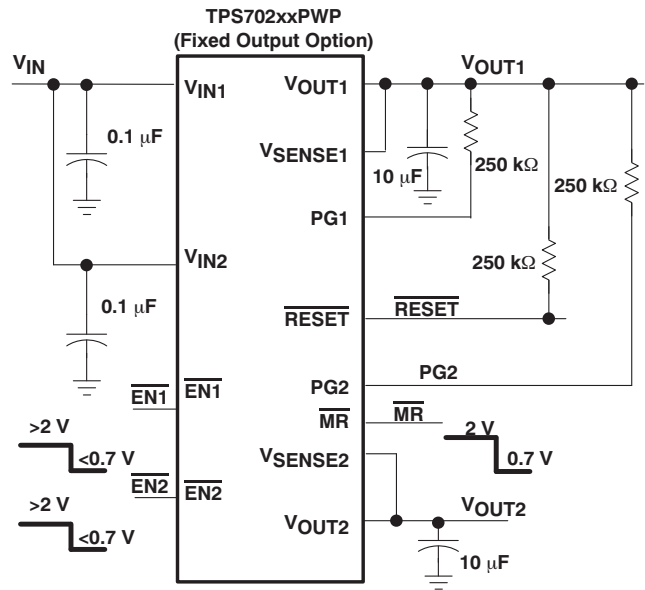 TPS702xxPWP
(Fixed Output Option)
VIN
VIN1
VOUT1
VOUT1
0.1 μF
VSENSE1
10 μF
250 kΩ
250 kΩ
PG1
VIN2
250 kΩ
0.1 μF
RESET
RESET
PG2
PG2
EN1
EN1
MR
MR
>2 V
<0.7 V
2 V
0.7 V
VSENSE2
EN2
EN2
>2 V
<0.7 V
VOUT2
VOUT2
10 μF